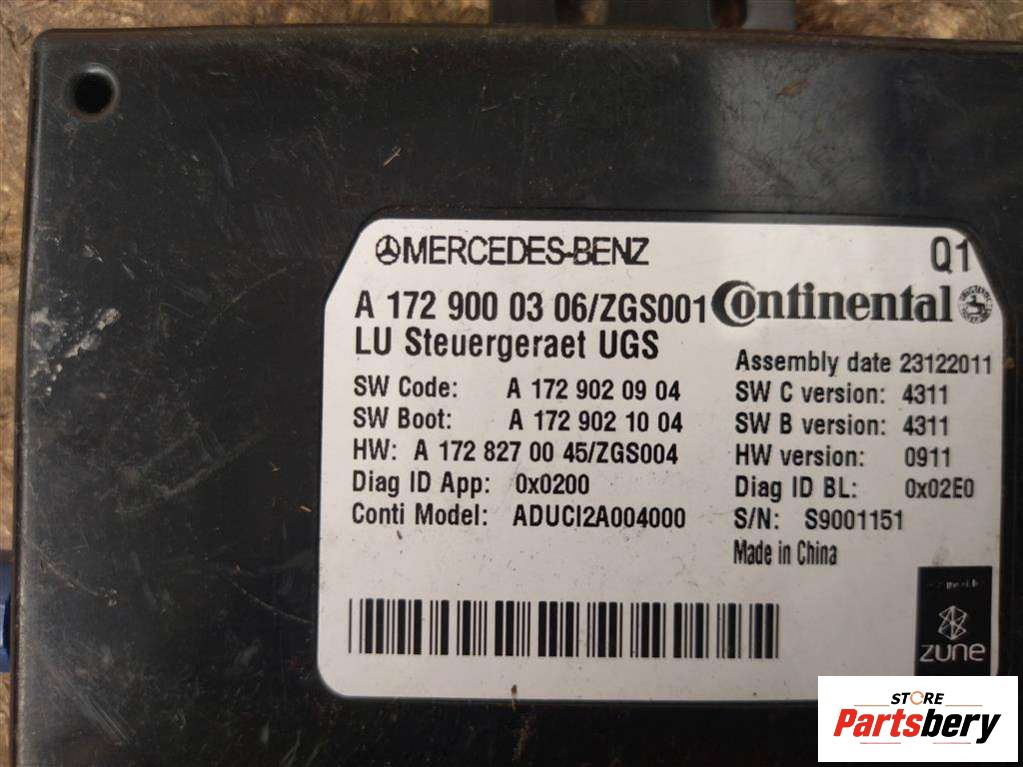 MERCEDES-BENZ
Q1
A 172 900 03 06/ZGS001
Continental
LU Steuergeraet UGS
Assembly date 23122011
SW Code: A 172 902 09 04
SW C version: 4311
SW Boot: A 172 902 10 04
SW B version: 4311
HW: A 172 827 00 45/ZGS004
HW version: 0911
Diag ID App: 0x0200
Diag ID BL: 0x02E0
Conti Model: ADUCI2A004000
S/N: S9001151
Made in China
zune
STORE
Partsbery